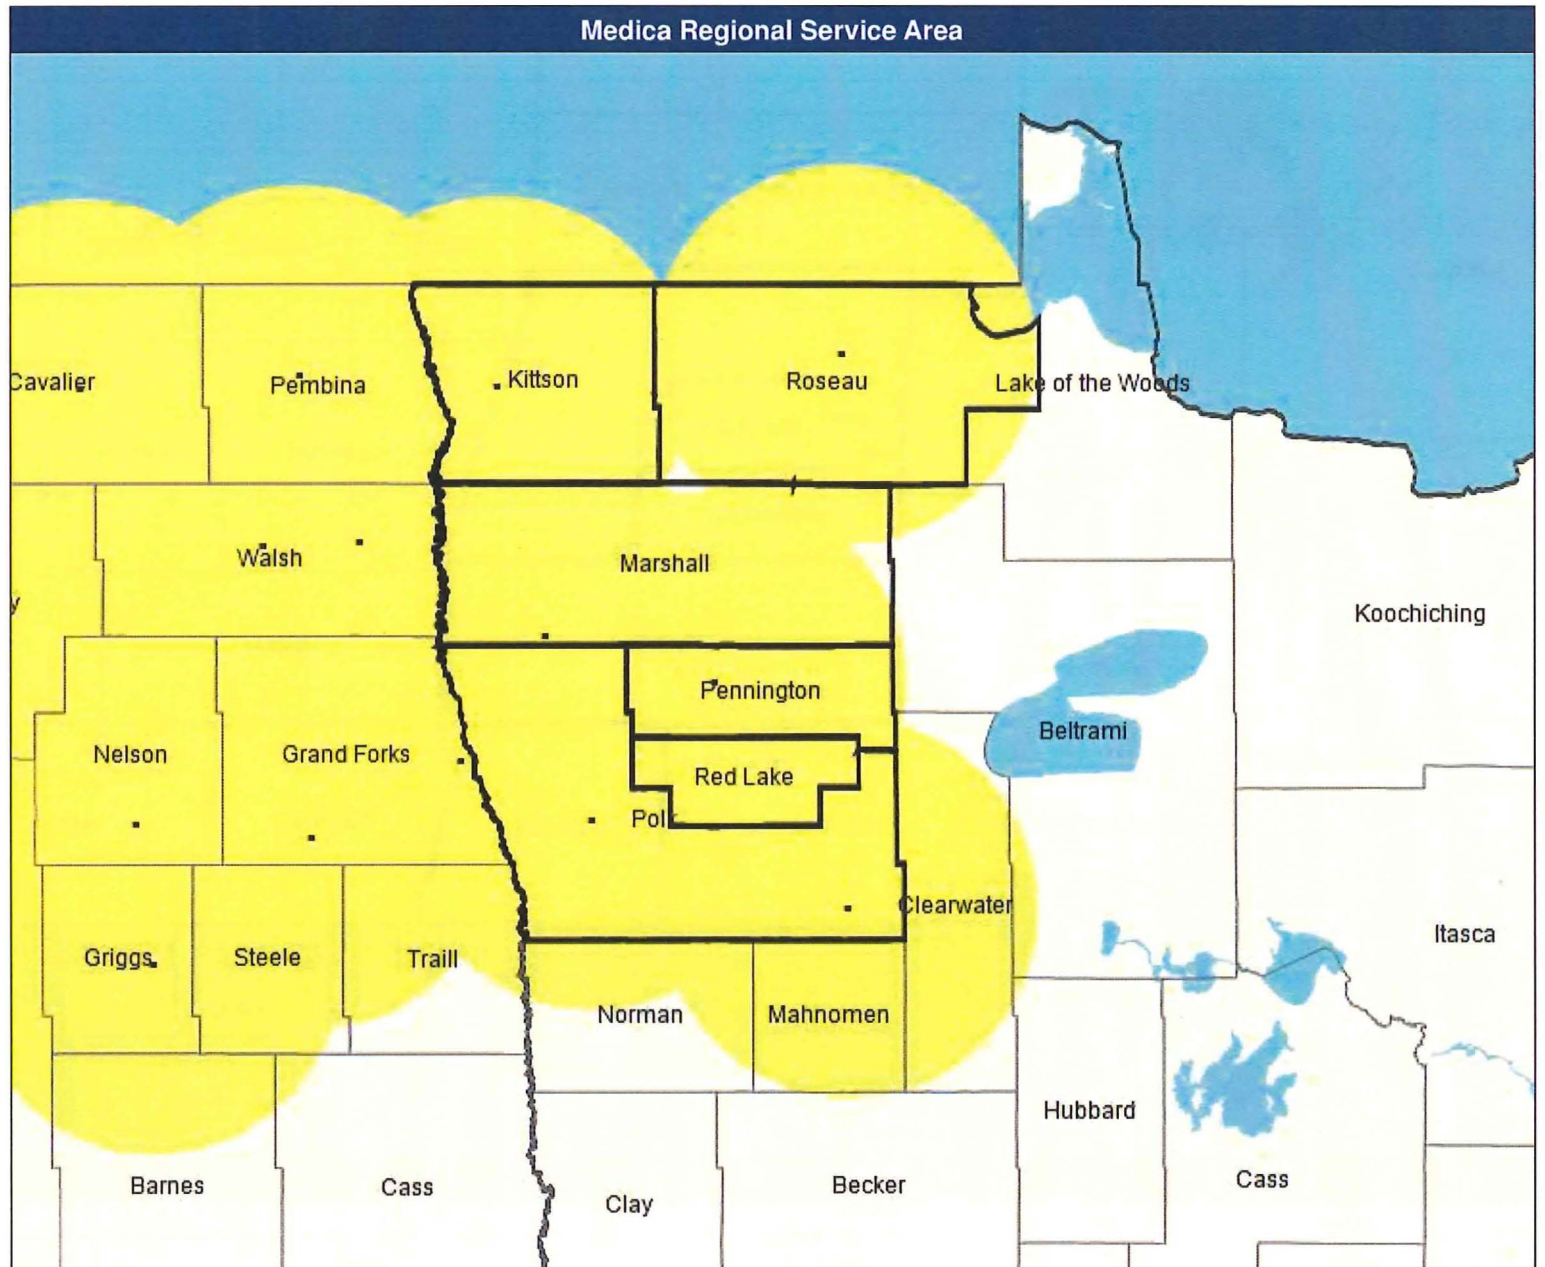 Medica Regional Service Area
Cavalier
Pembina
Kittson
Roseau
Lake of the Woods
Walsh
Marshall
y
Koochiching
Pennington
Nelson
Grand Forks
Beltrami
Red Lake
Polk
Clearwater
Griggs
Steele
Traill
Itasca
Norman
Mahnomen
Hubbard
Barnes
Cass
Clay
Becker
Cass